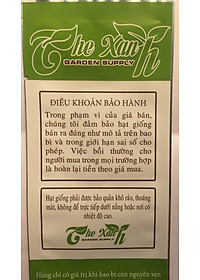 The Xanh
GARDEN SUPPLY
ĐIỀU KHOẢN BẢO HÀNH
Trong phạm vi của giá bán,
chúng tôi đảm bảo hạt giống
bán ra đúng như mô tả trên bao
bì và trong giới hạn sai số cho
phép. Việc bồi thường cho
người mua trong mọi trường hợp
là hoàn lại tiền theo giá mua.
Hạt giống phải được bảo quản khô ráo, thoáng
mát, không để trực tiếp dưới nắng hoặc nơi có
nhiệt độ cao.
The Xanh
GARDEN SUPPLY
Hàng chỉ có giá trị khi bao bì còn nguyên vẹn